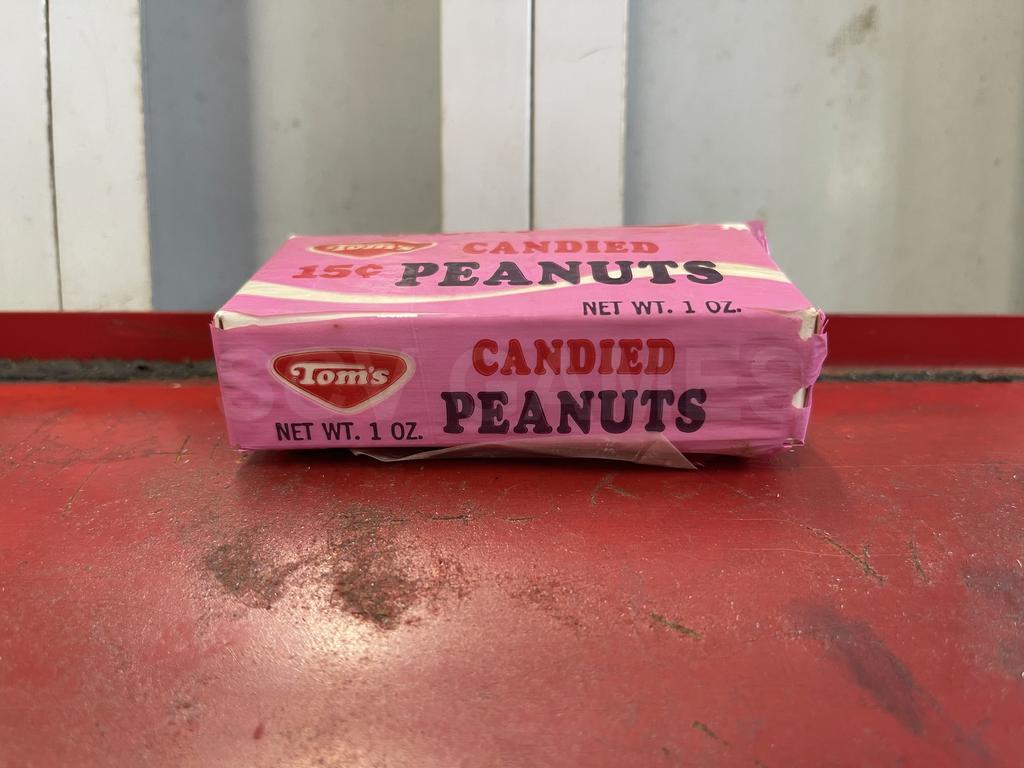 Tom's
CANDIED
15¢ PEANUTS
NET WT. 1 OZ.
Tom's
CANDIED
PEANUTS
NET WT. 1 OZ.